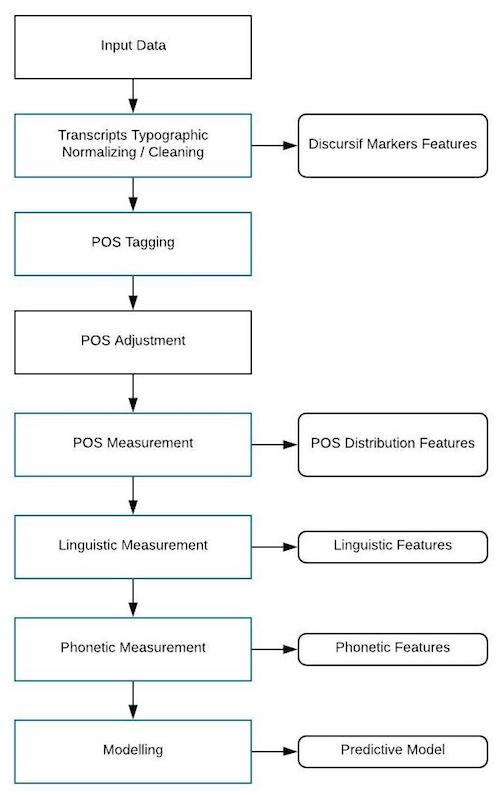 Input Data
Transcripts Typographic
Normalizing / Cleaning
Discursif Markers Features
POS Tagging
POS Adjustment
POS Measurement
POS Distribution Features
Linguistic Measurement
Linguistic Features
Phonetic Measurement
Phonetic Features
Modelling
Predictive Model